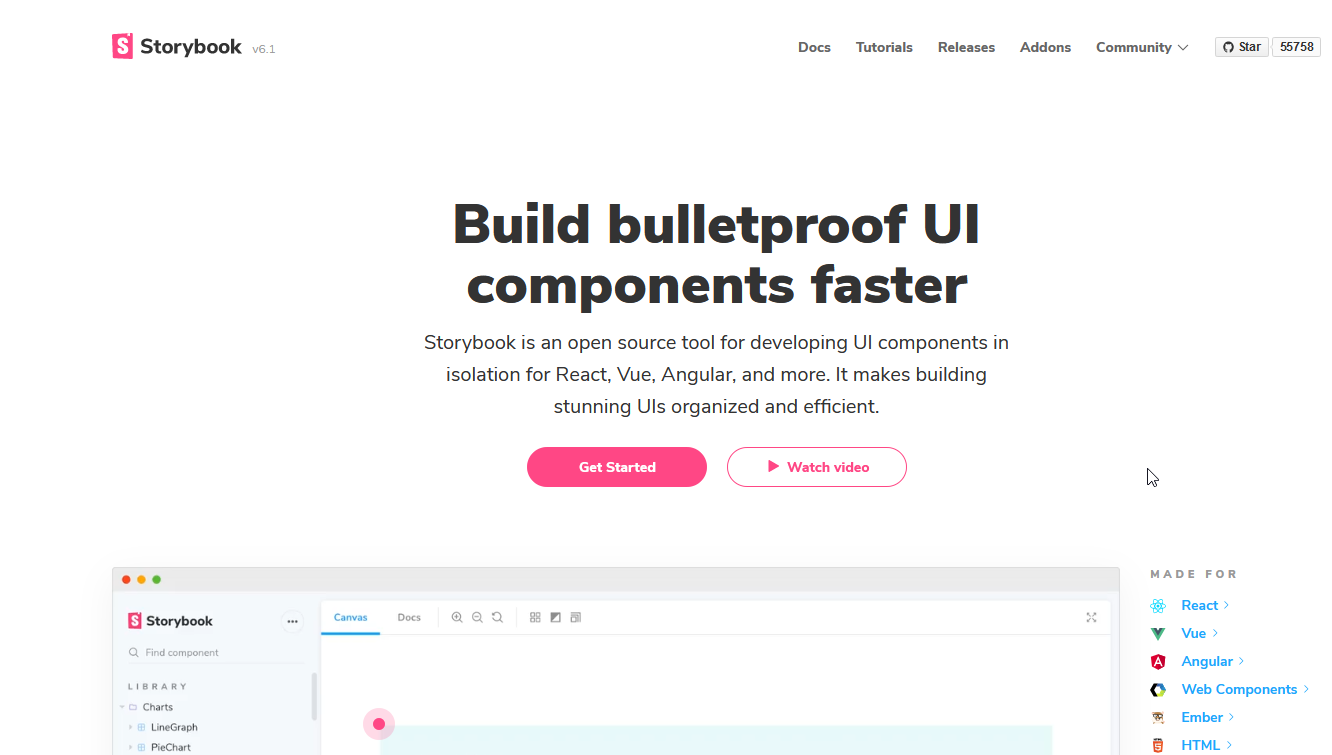 Storybook v6.1
Docs Tutorials Releases Addons Community Star 55758
Build bulletproof UI
components faster
Storybook is an open source tool for developing UI components in
isolation for React, Vue, Angular, and more. It makes building
stunning UIs organized and efficient.
Get Started Watch video
Storybook
Find component
LIBRARY
Charts
LineGraph
PieChart
Canvas Docs
MADE FOR
React
Vue
Angular
Web Components
Ember
HTML